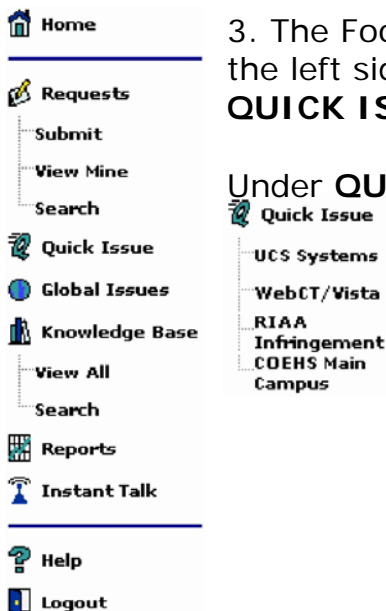 Home
Requests
Submit
View Mine
Search
Quick Issue
Global Issues
Knowledge Base
View All
Search
Reports
Instant Talk
Help
Logout
3. The Foc
the left sid
QUICK IS
Under QU
Quick Issue
UCS Systems
WebCT/Vista
RIAA
Infringement
COEHS Main
Campus